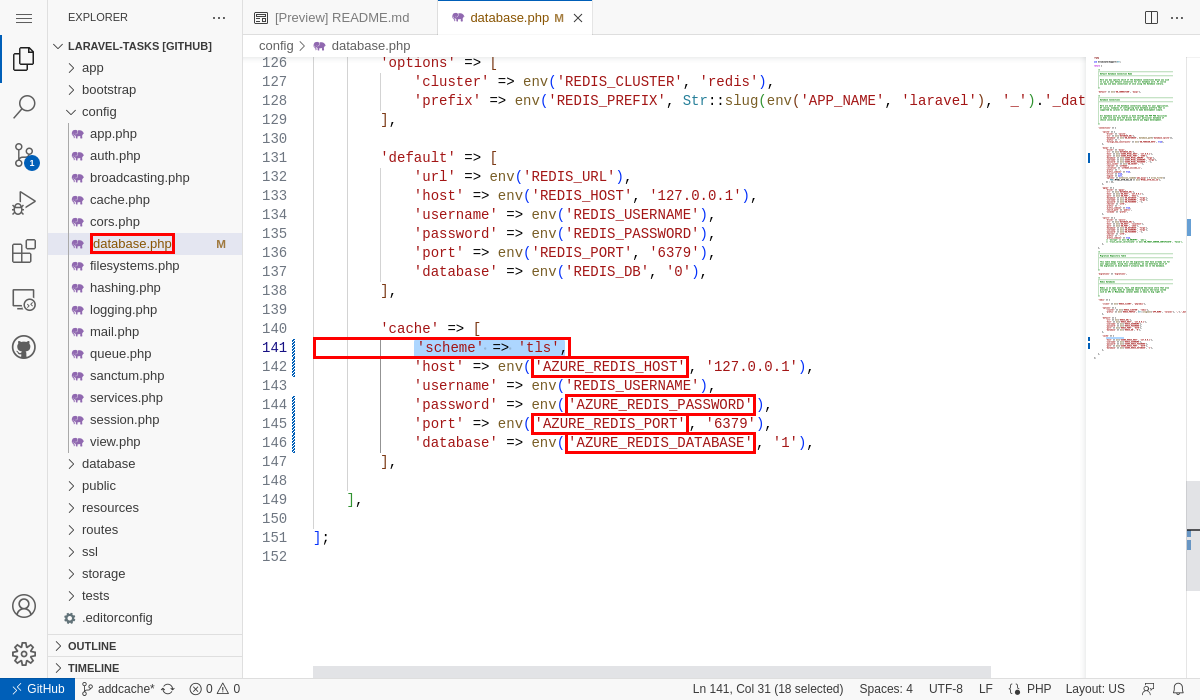 EXPLORER
LARAVEL-TASKS [GITHUB]
app
bootstrap
config
app.php
auth.php
broadcasting.php
cache.php
cors.php
database.php M
filesystems.php
hashing.php
logging.php
mail.php
queue.php
sanctum.php
services.php
session.php
view.php
database
public
resources
routes
ssl
storage
tests
.editorconfig
OUTLINE
TIMELINE
1
[Preview] README.md
database.php M
config > database.php
126 'options' => [
127 'cluster' => env('REDIS_CLUSTER', 'redis'),
128 'prefix' => env('REDIS_PREFIX', Str::slug(env('APP_NAME', 'laravel'), '_').'_dat
129 ],
130
131 'default' => [
132 'url' => env('REDIS_URL'),
133 'host' => env('REDIS_HOST', '127.0.0.1'),
134 'username' => env('REDIS_USERNAME'),
135 'password' => env('REDIS_PASSWORD'),
136 'port' => env('REDIS_PORT', '6379'),
137 'database' => env('REDIS_DB', '0'),
138 ],
139
140 'cache' => [
141 'scheme' => 'tls',
142 'host' => env('AZURE_REDIS_HOST', '127.0.0.1'),
143 'username' => env('REDIS_USERNAME'),
144 'password' => env('AZURE_REDIS_PASSWORD'),
145 'port' => env('AZURE_REDIS_PORT', '6379'),
146 'database' => env('AZURE_REDIS_DATABASE', '1'),
147 ],
148
149 ],
150
151 ];
152
GitHub addcache* 0 0 Ln 141, Col 31 (18 selected) Spaces: 4 UTF-8 LF PHP Layout: US